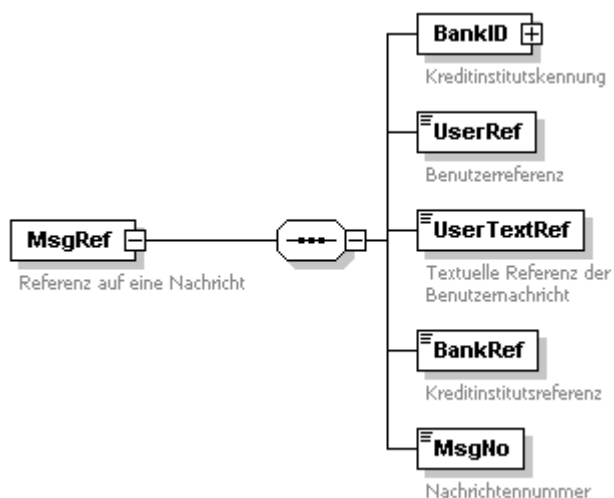 BankID
Kreditinstitutskennung
UserRef
Benutzerreferenz
MsgRef
Referenz auf eine Nachricht
UserTextRef
Textuelle Referenz der
Benutzernachricht
BankRef
Kreditinstitutsreferenz
MsgNo
Nachrichtennummer